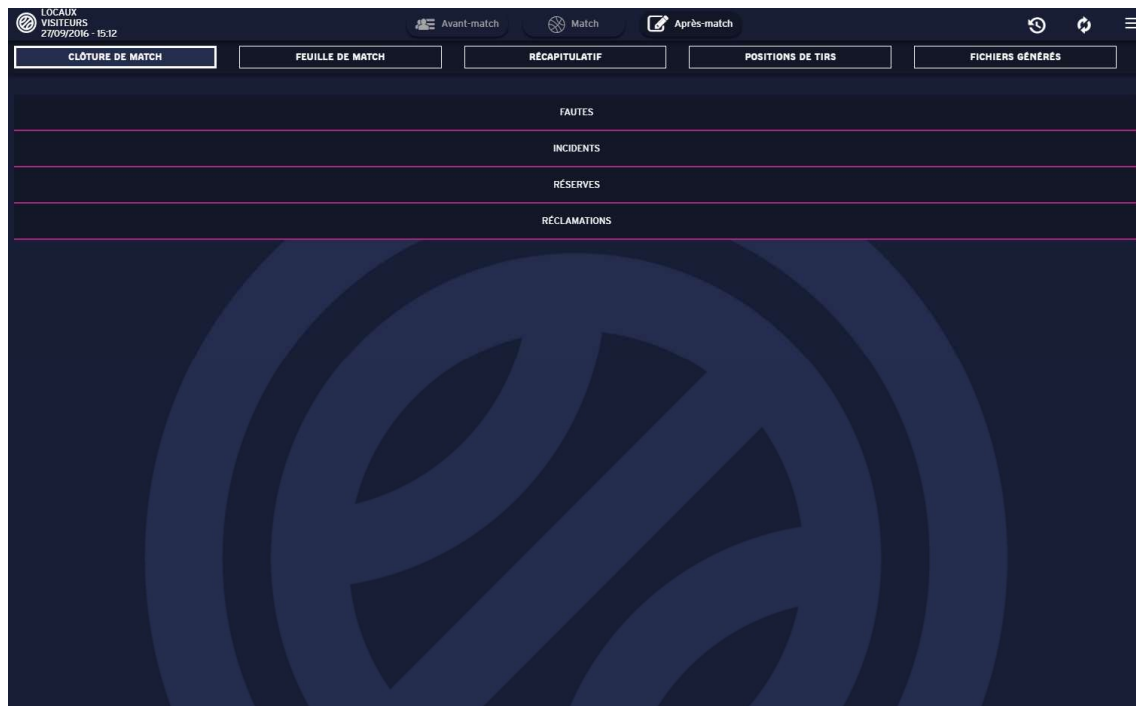 LOCAUX
VISITEURS
27/09/2016 - 15:12
Avant-match
Match
Après-match
CLÔTURE DE MATCH
FEUILLE DE MATCH
RÉCAPITULATIF
POSITIONS DE TIRS
FICHIERS GÉNÉRÉS
FAUTES
INCIDENTS
RÉSERVES
RÉCLAMATIONS